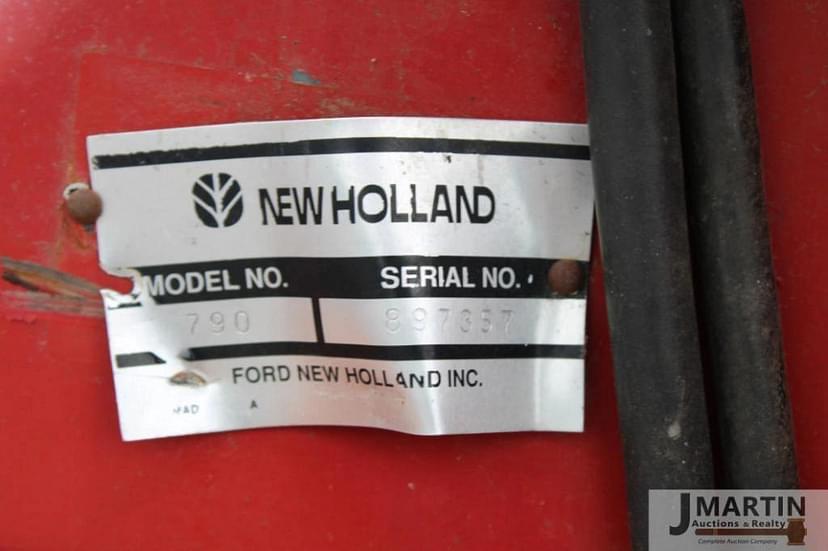 NEW HOLLAND
MODEL NO. SERIAL NO.
790 897357
FORD NEW HOLLAND INC.
A
J MARTIN
Auctions & Realty
Complete Auction Company